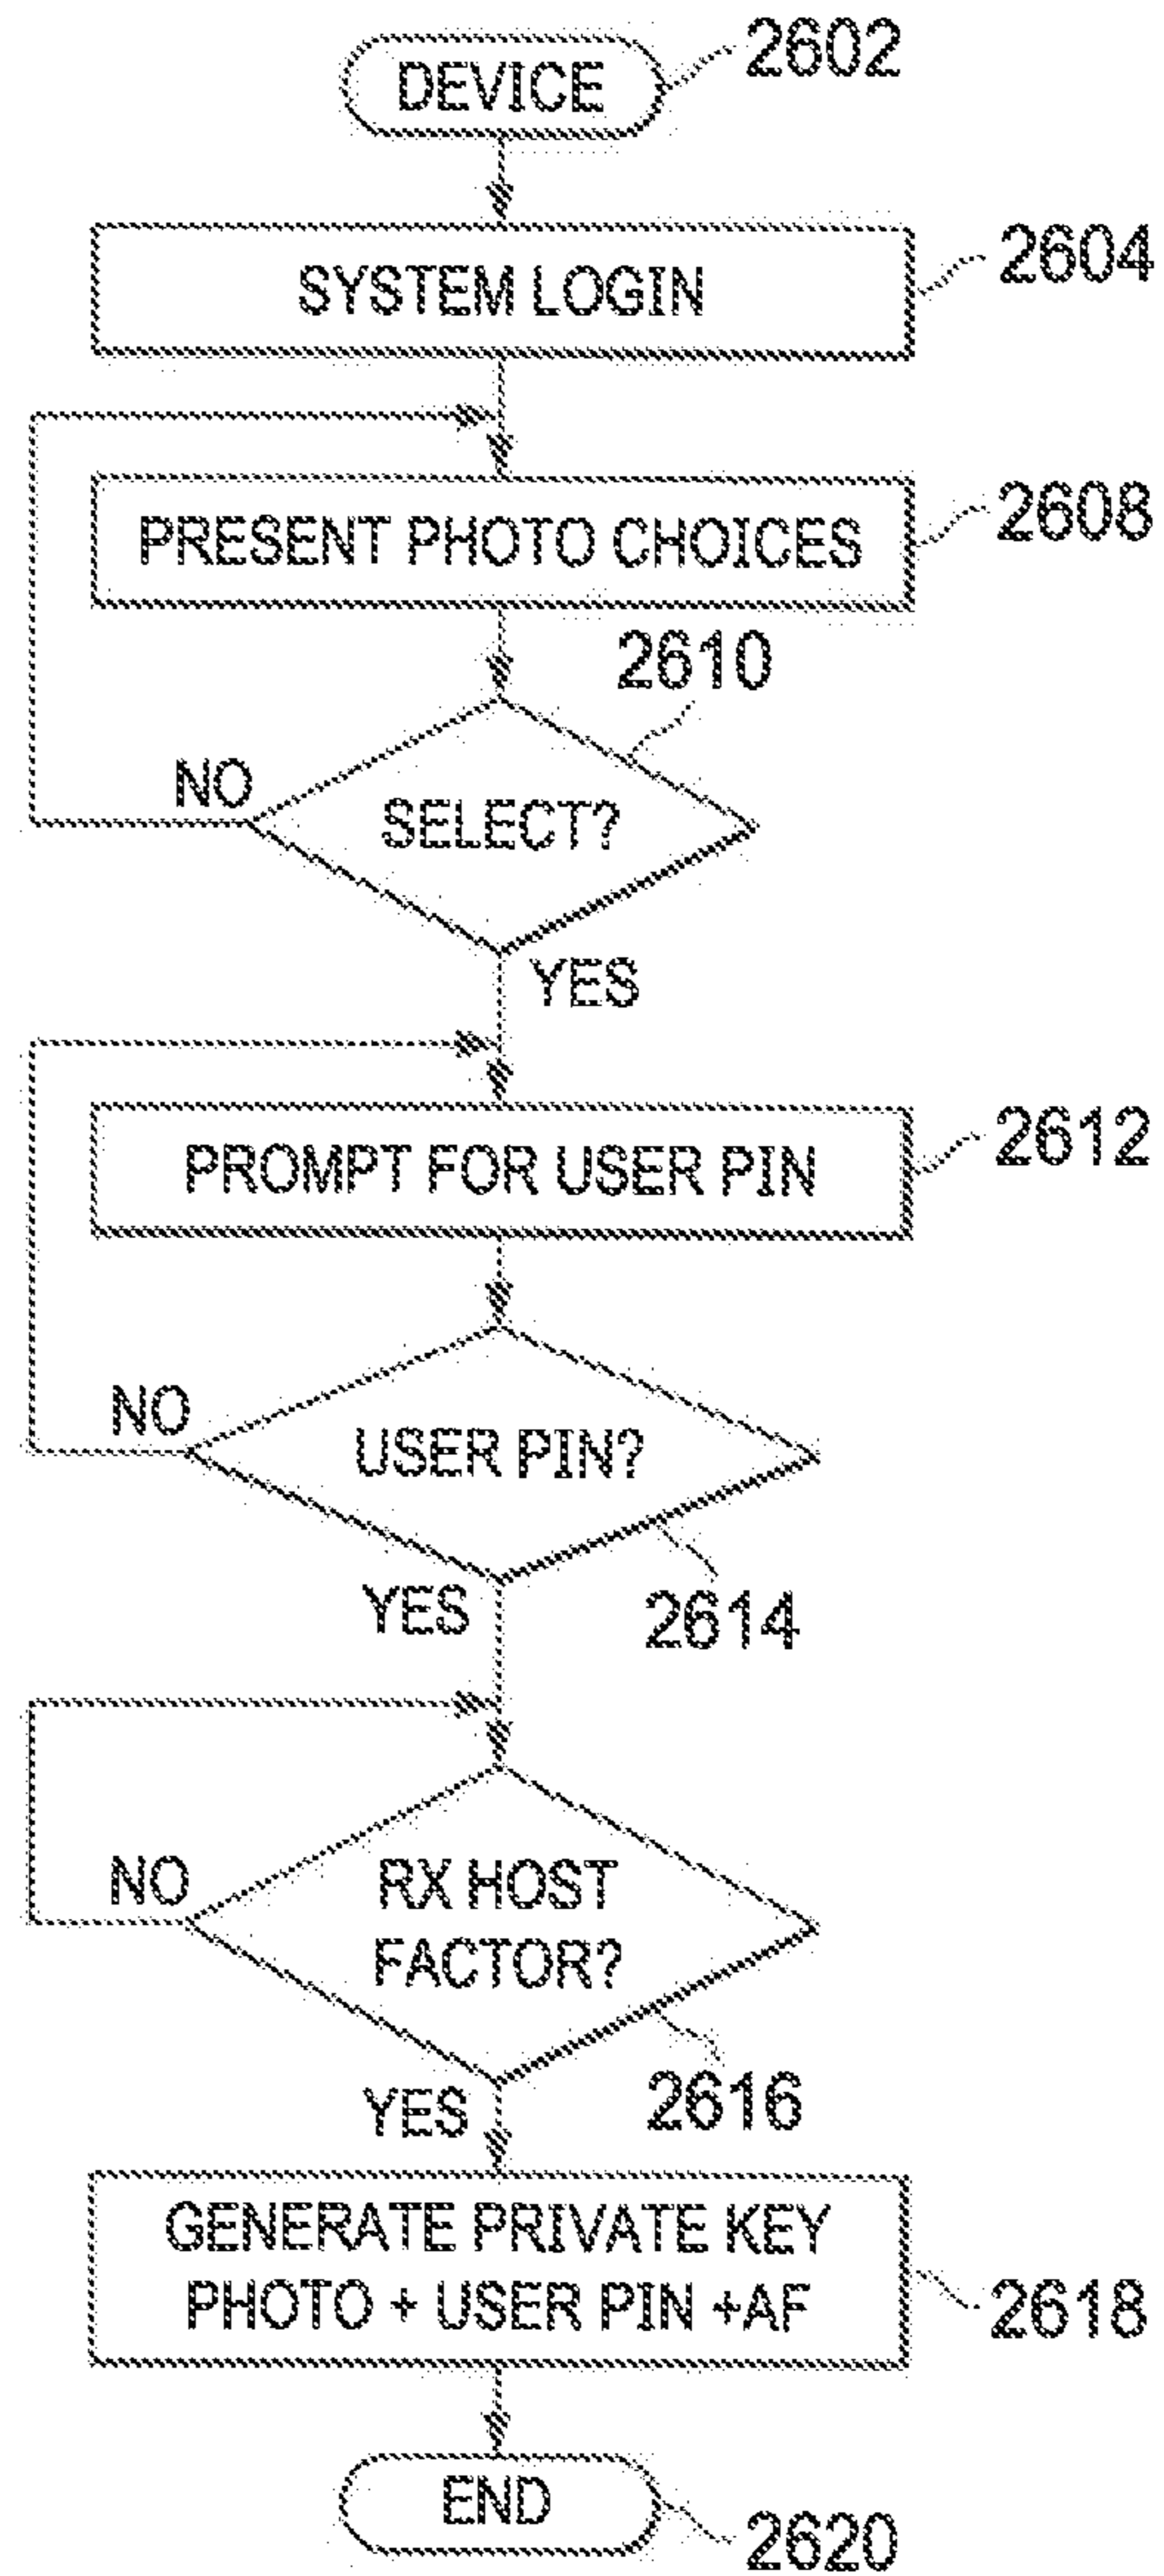 DEVICE
2602
SYSTEM LOGIN
2604
PRESENT PHOTO CHOICES
2608
2610
SELECT?
NO
YES
PROMPT FOR USER PIN
2612
USER PIN?
NO
YES
2614
RX HOST
FACTOR?
NO
YES
2616
GENERATE PRIVATE KEY
PHOTO + USER PIN +AF
2618
END
2620